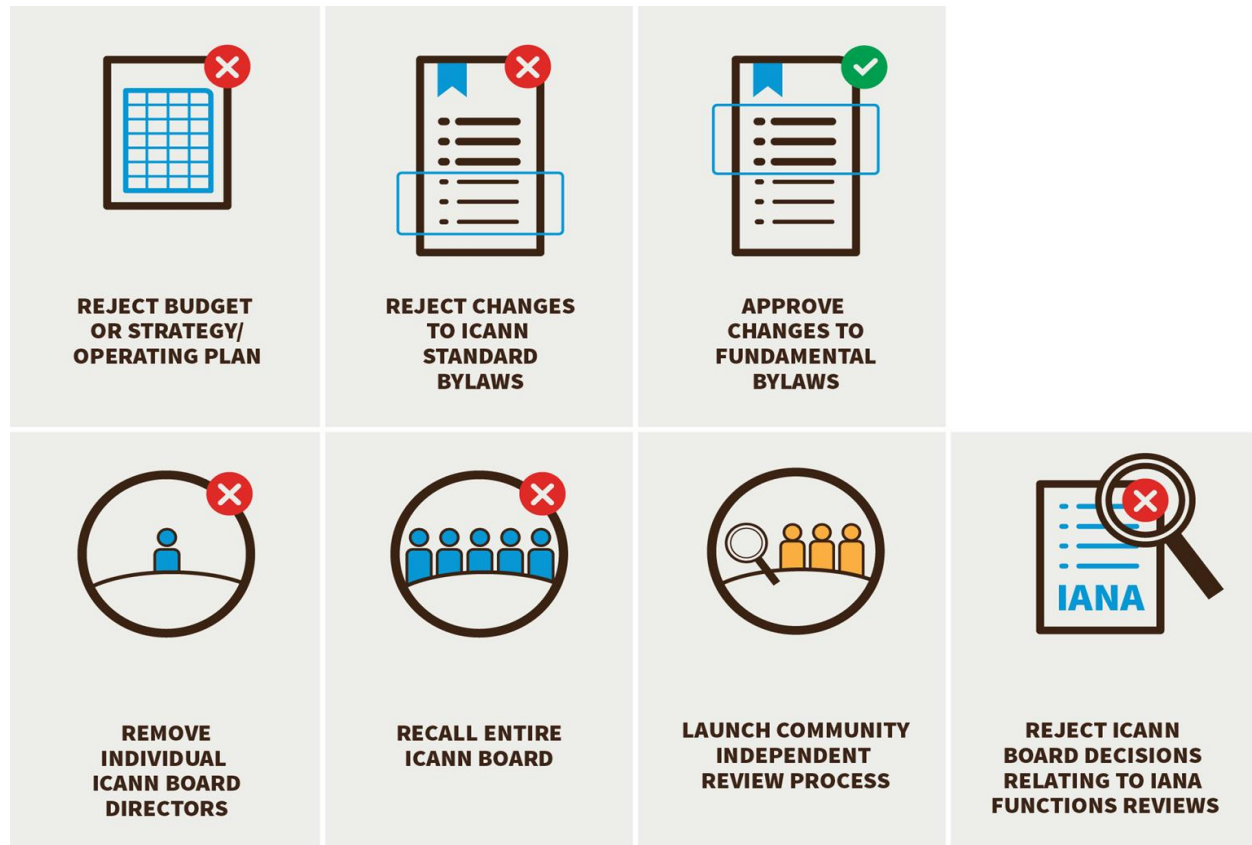 REJECT BUDGET
OR STRATEGY/
OPERATING PLAN
REJECT CHANGES
TO ICANN
STANDARD
BYLAWS
APPROVE
CHANGES TO
FUNDAMENTAL
BYLAWS
REMOVE
INDIVIDUAL
ICANN BOARD
DIRECTORS
RECALL ENTIRE
ICANN BOARD
LAUNCH COMMUNITY
INDEPENDENT
REVIEW PROCESS
IANA
REJECT ICANN
BOARD DECISIONS
RELATING TO IANA
FUNCTIONS REVIEWS